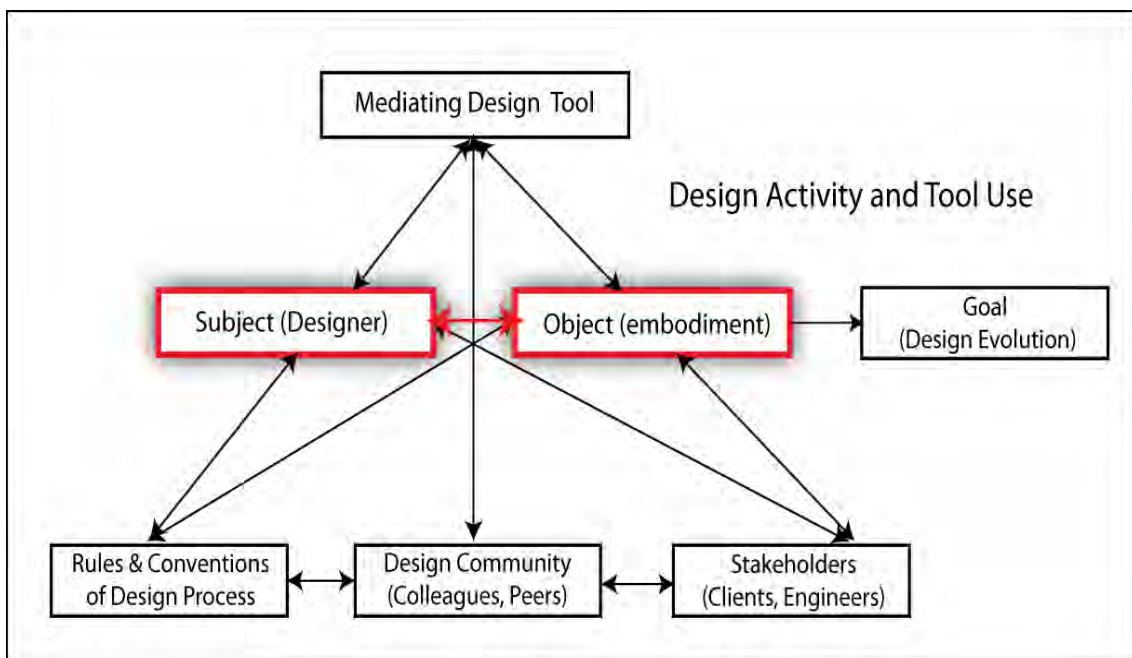 Mediating Design Tool
Design Activity and Tool Use
Subject (Designer)
Object (embodiment)
Goal
(Design Evolution)
Rules & Conventions
of Design Process
Design Community
(Colleagues, Peers)
Stakeholders
(Clients, Engineers)